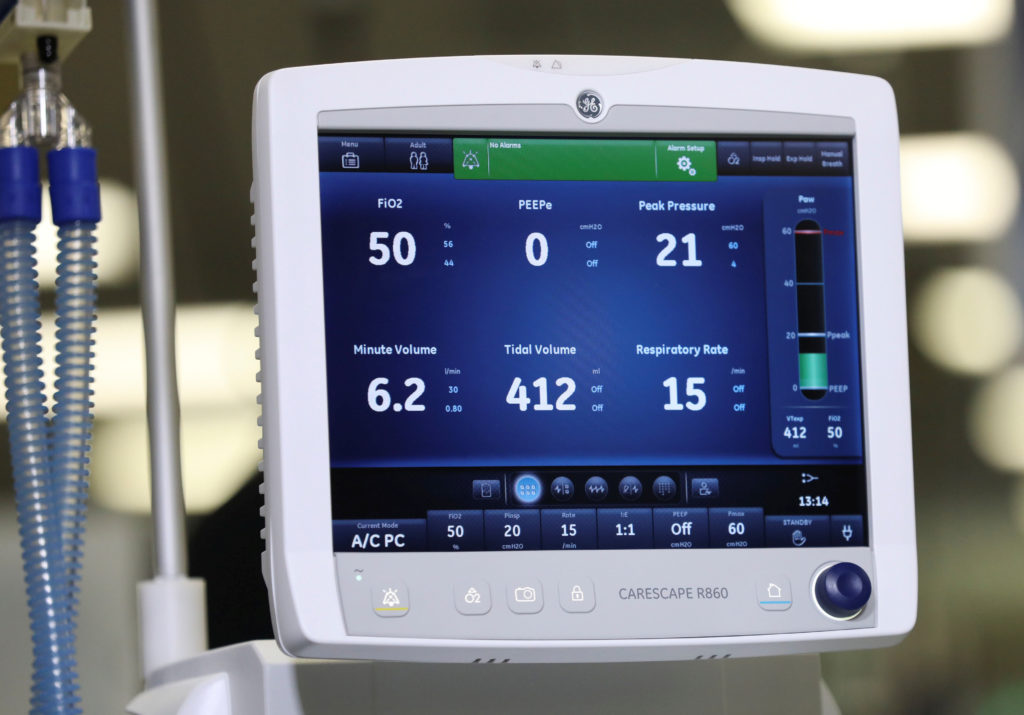 GE
Menu
Adult
No Alarms
Alarm Setup
O2
Insp Hold
Exp Hold
Manual
Breath
FiO2
50
%
56
44
PEEPe
0
cmH2O
Off
Off
Peak Pressure
21
cmH2O
60
4
Paw
cmH2O
60
Pmax
40
20
Ppeak
0
PEEP
Minute Volume
6.2
l/min
30
0.80
Tidal Volume
412
ml
Off
Off
Respiratory Rate
15
/min
Off
Off
VTexp
412
ml
FiO2
50
%
13:14
Current Mode
A/C PC
FiO2
50
%
Pinsp
20
cmH2O
Rate
15
/min
I:E
1:1
PEEP
Off
cmH2O
Pmax
60
cmH2O
STANDBY
O2
CARESCAPE R860